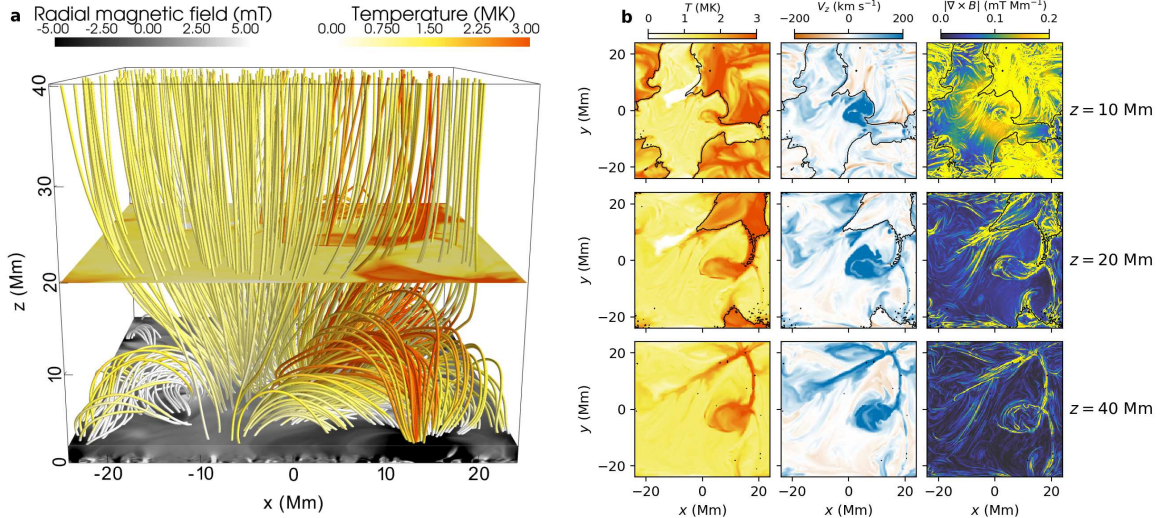 a
Radial magnetic field (mT)
-5.000 -2.500 0.00 2.500 5.00
Temperature (MK)
0.00 0.750 1.50 2.25 3.00
z (Mm)
40
30
20
10
0
-20 -10 0 10 20
x (Mm)
b
T (MK) V_z (km s⁻¹) |∇ × B| (mT Mm⁻¹)
0 1 2 3 −200 0 200 0.0 0.1 0.2
y (Mm)
20
0
−20
z = 10 Mm
y (Mm)
20
0
−20
z = 20 Mm
y (Mm)
20
0
−20
z = 40 Mm
−20 0 20 −20 0 20 −20 0 20
x (Mm) x (Mm) x (Mm)